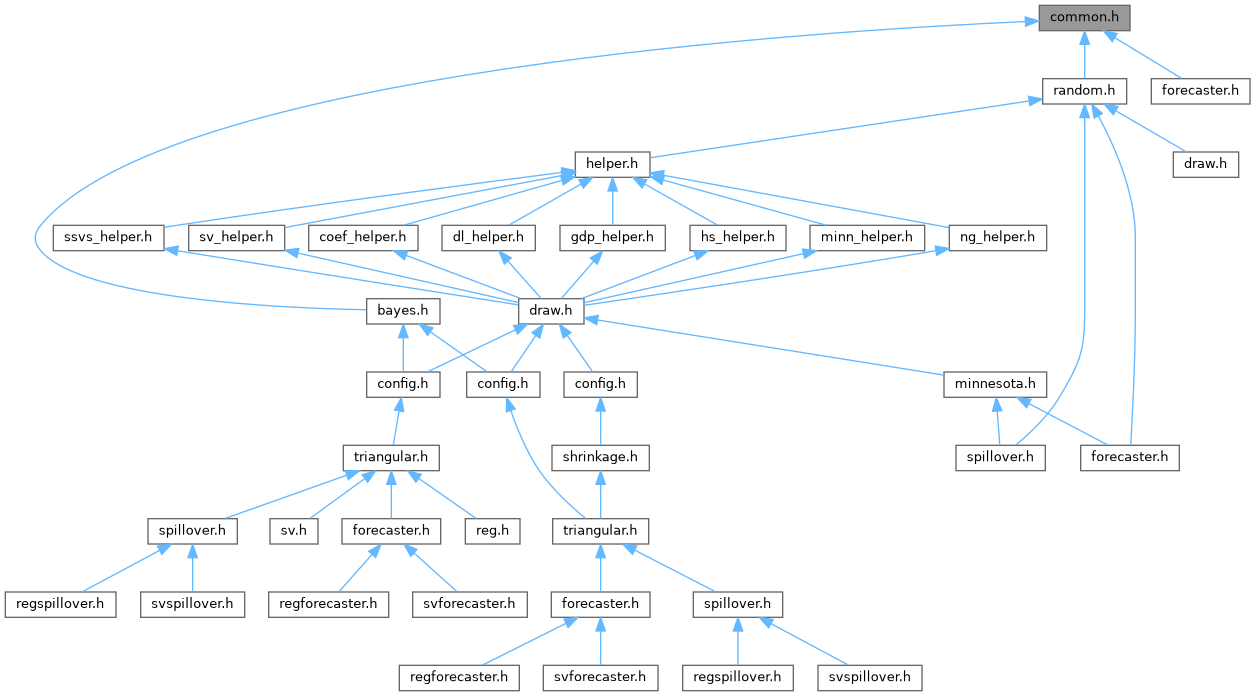 common.h
random.h
forecaster.h
helper.h
draw.h
ssvs_helper.h
sv_helper.h
coef_helper.h
dl_helper.h
gdp_helper.h
hs_helper.h
minn_helper.h
ng_helper.h
bayes.h
draw.h
config.h
config.h
config.h
minnesota.h
triangular.h
shrinkage.h
spillover.h
forecaster.h
spillover.h
sv.h
forecaster.h
reg.h
triangular.h
regspillover.h
svspillover.h
regforecaster.h
svforecaster.h
forecaster.h
spillover.h
regforecaster.h
svforecaster.h
regspillover.h
svspillover.h